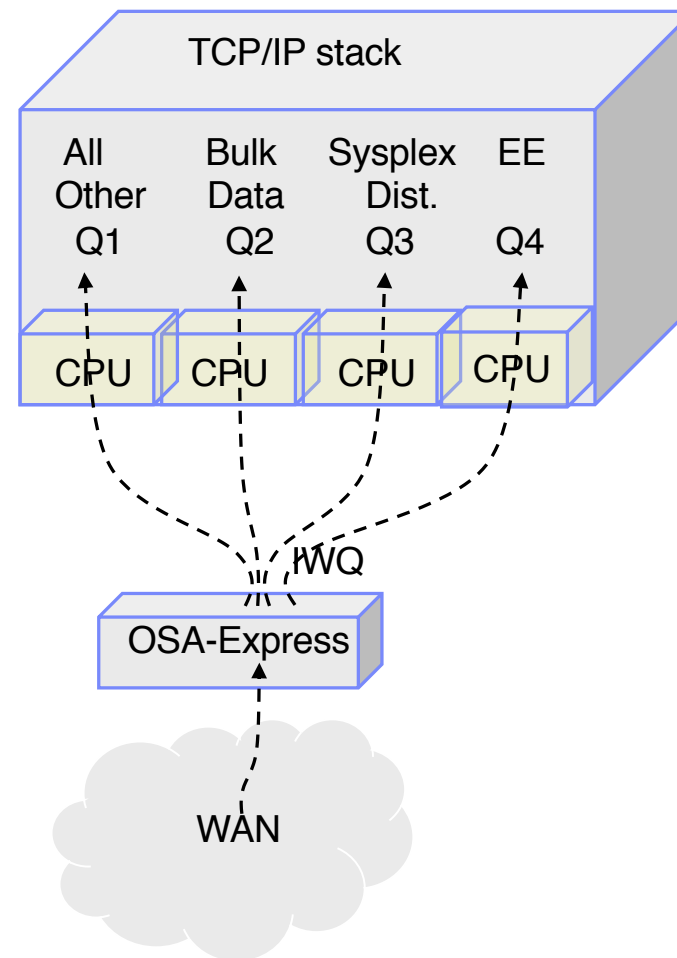 TCP/IP stack
All Other Q1
Bulk Data Q2
Sysplex Dist. Q3
EE Q4
CPU CPU CPU CPU
IWQ
OSA-Express
WAN